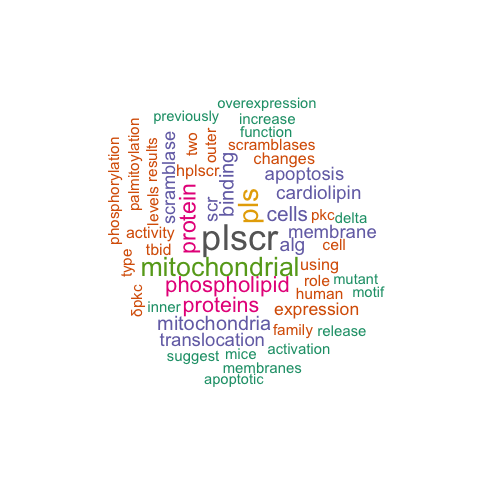 overexpression
previously
increase
function
phosphorylation
palmitoylation
levels
results
scramblase
two
outer
hplscr.
scramblases
changes
apoptosis
cardiolipin
protein
scr
binding
pls
cells
pkc
delta
membrane
activity
tbid
plscr
alg
cell
type
mitochondrial
using
δpkc
phospholipid
role
mutant
human
motif
inner
proteins
expression
mitochondria
family
release
translocation
suggest
mice
activation
membranes
apoptotic